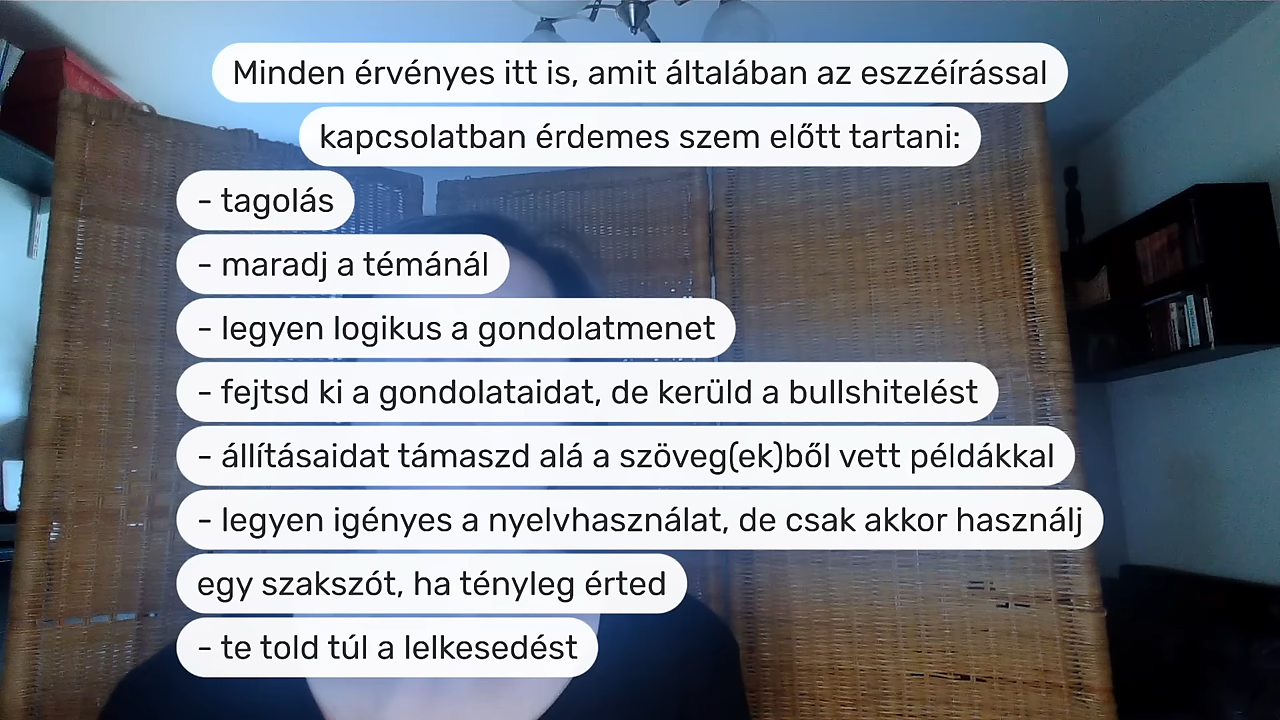 Minden érvényes itt is, amit általában az eszzéírással
kapcsolatban érdemes szem előtt tartani:
- tagolás
- maradj a témánál
- legyen logikus a gondolatmenet
- fejtsd ki a gondolataidat, de kerüld a bullshitelést
- állításaidat támaszd alá a szöveg(ek)ből vett példákkal
- legyen igényes a nyelvhasználat, de csak akkor használj
egy szakszót, ha tényleg érted
- te told túl a lelkesedést